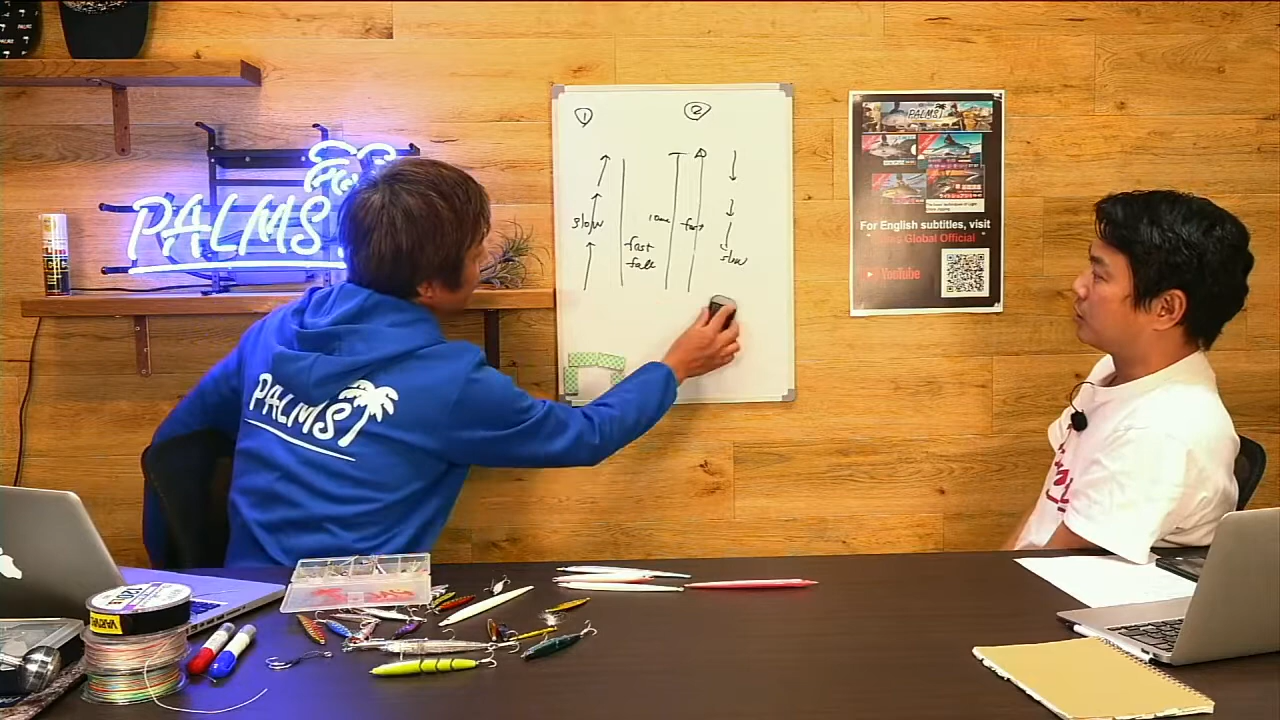 PALMS
PALMS
①
②
slow
fast
fall
fast
slow
PALMS
For English subtitles, visit
Global Official
YouTube